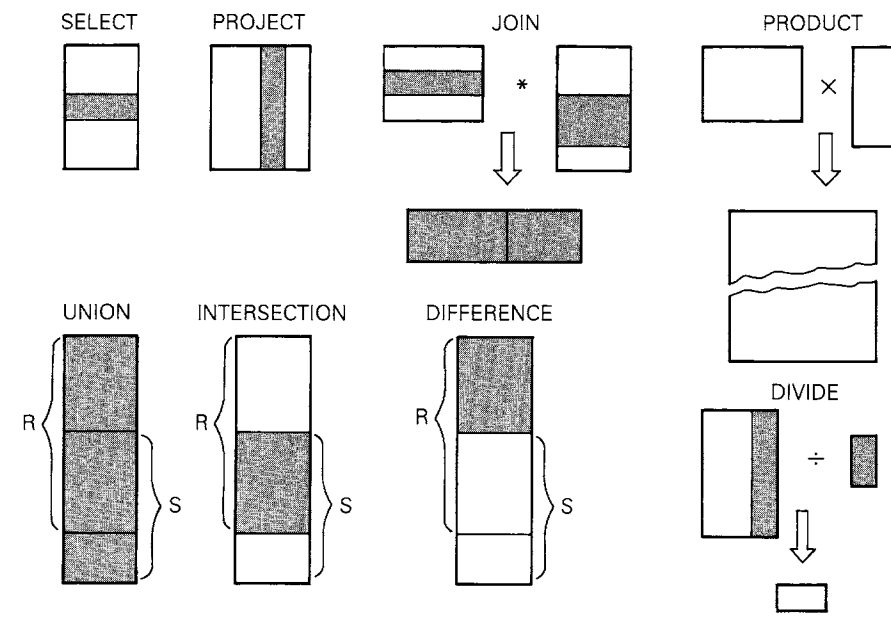 SELECT PROJECT JOIN PRODUCT
* ×
UNION INTERSECTION DIFFERENCE
DIVIDE
R R R
÷
S S S